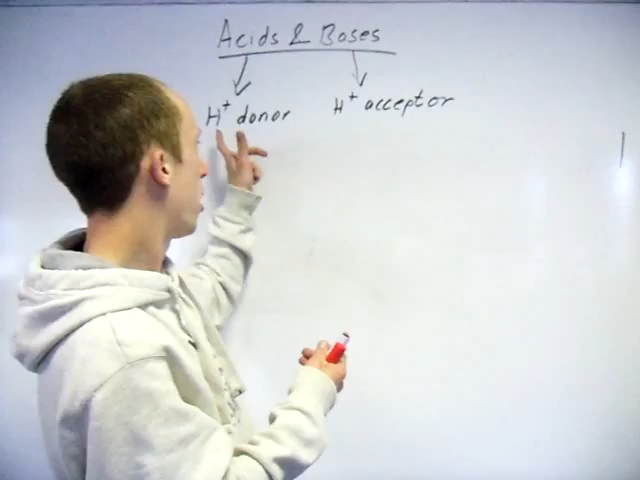 Acids & Bases
H+ donor H+ acceptor